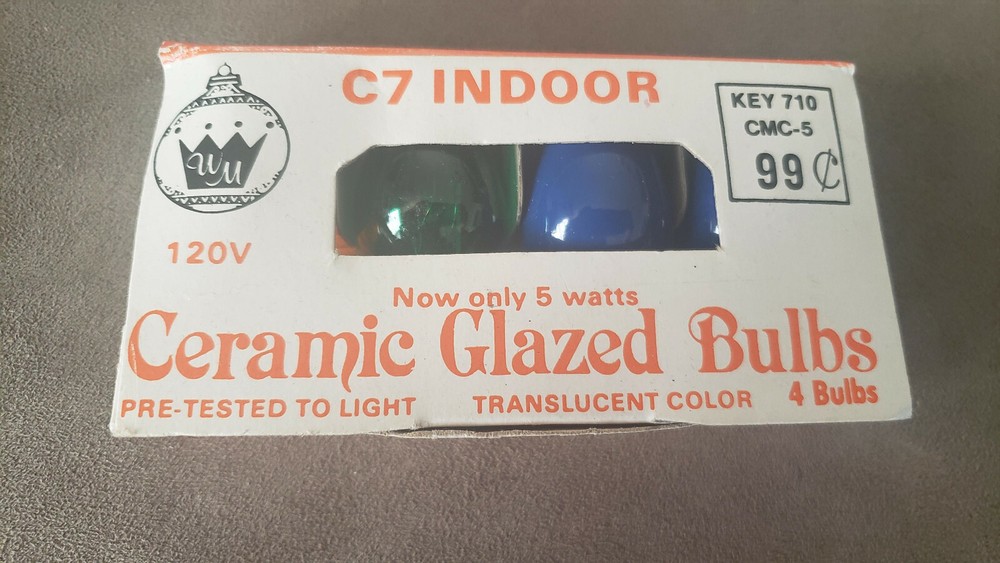 C7 INDOOR
KEY 710
CMC-5
99¢
WM
120V
Now only 5 watts
Ceramic Glazed Bulbs
PRE-TESTED TO LIGHT TRANSLUCENT COLOR 4 Bulbs